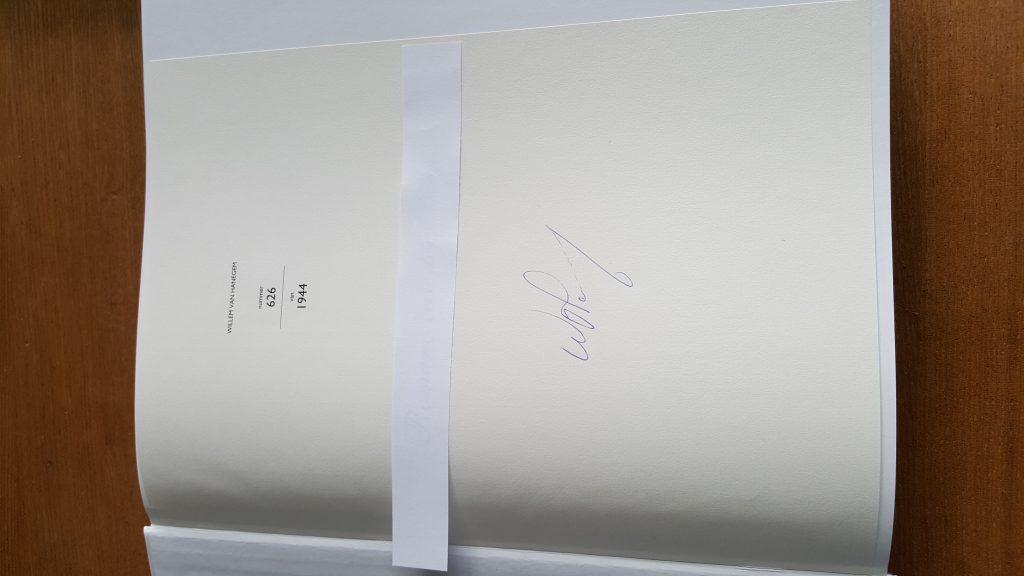 WILLEM VAN HANEGEM
nummer
626
van
1944